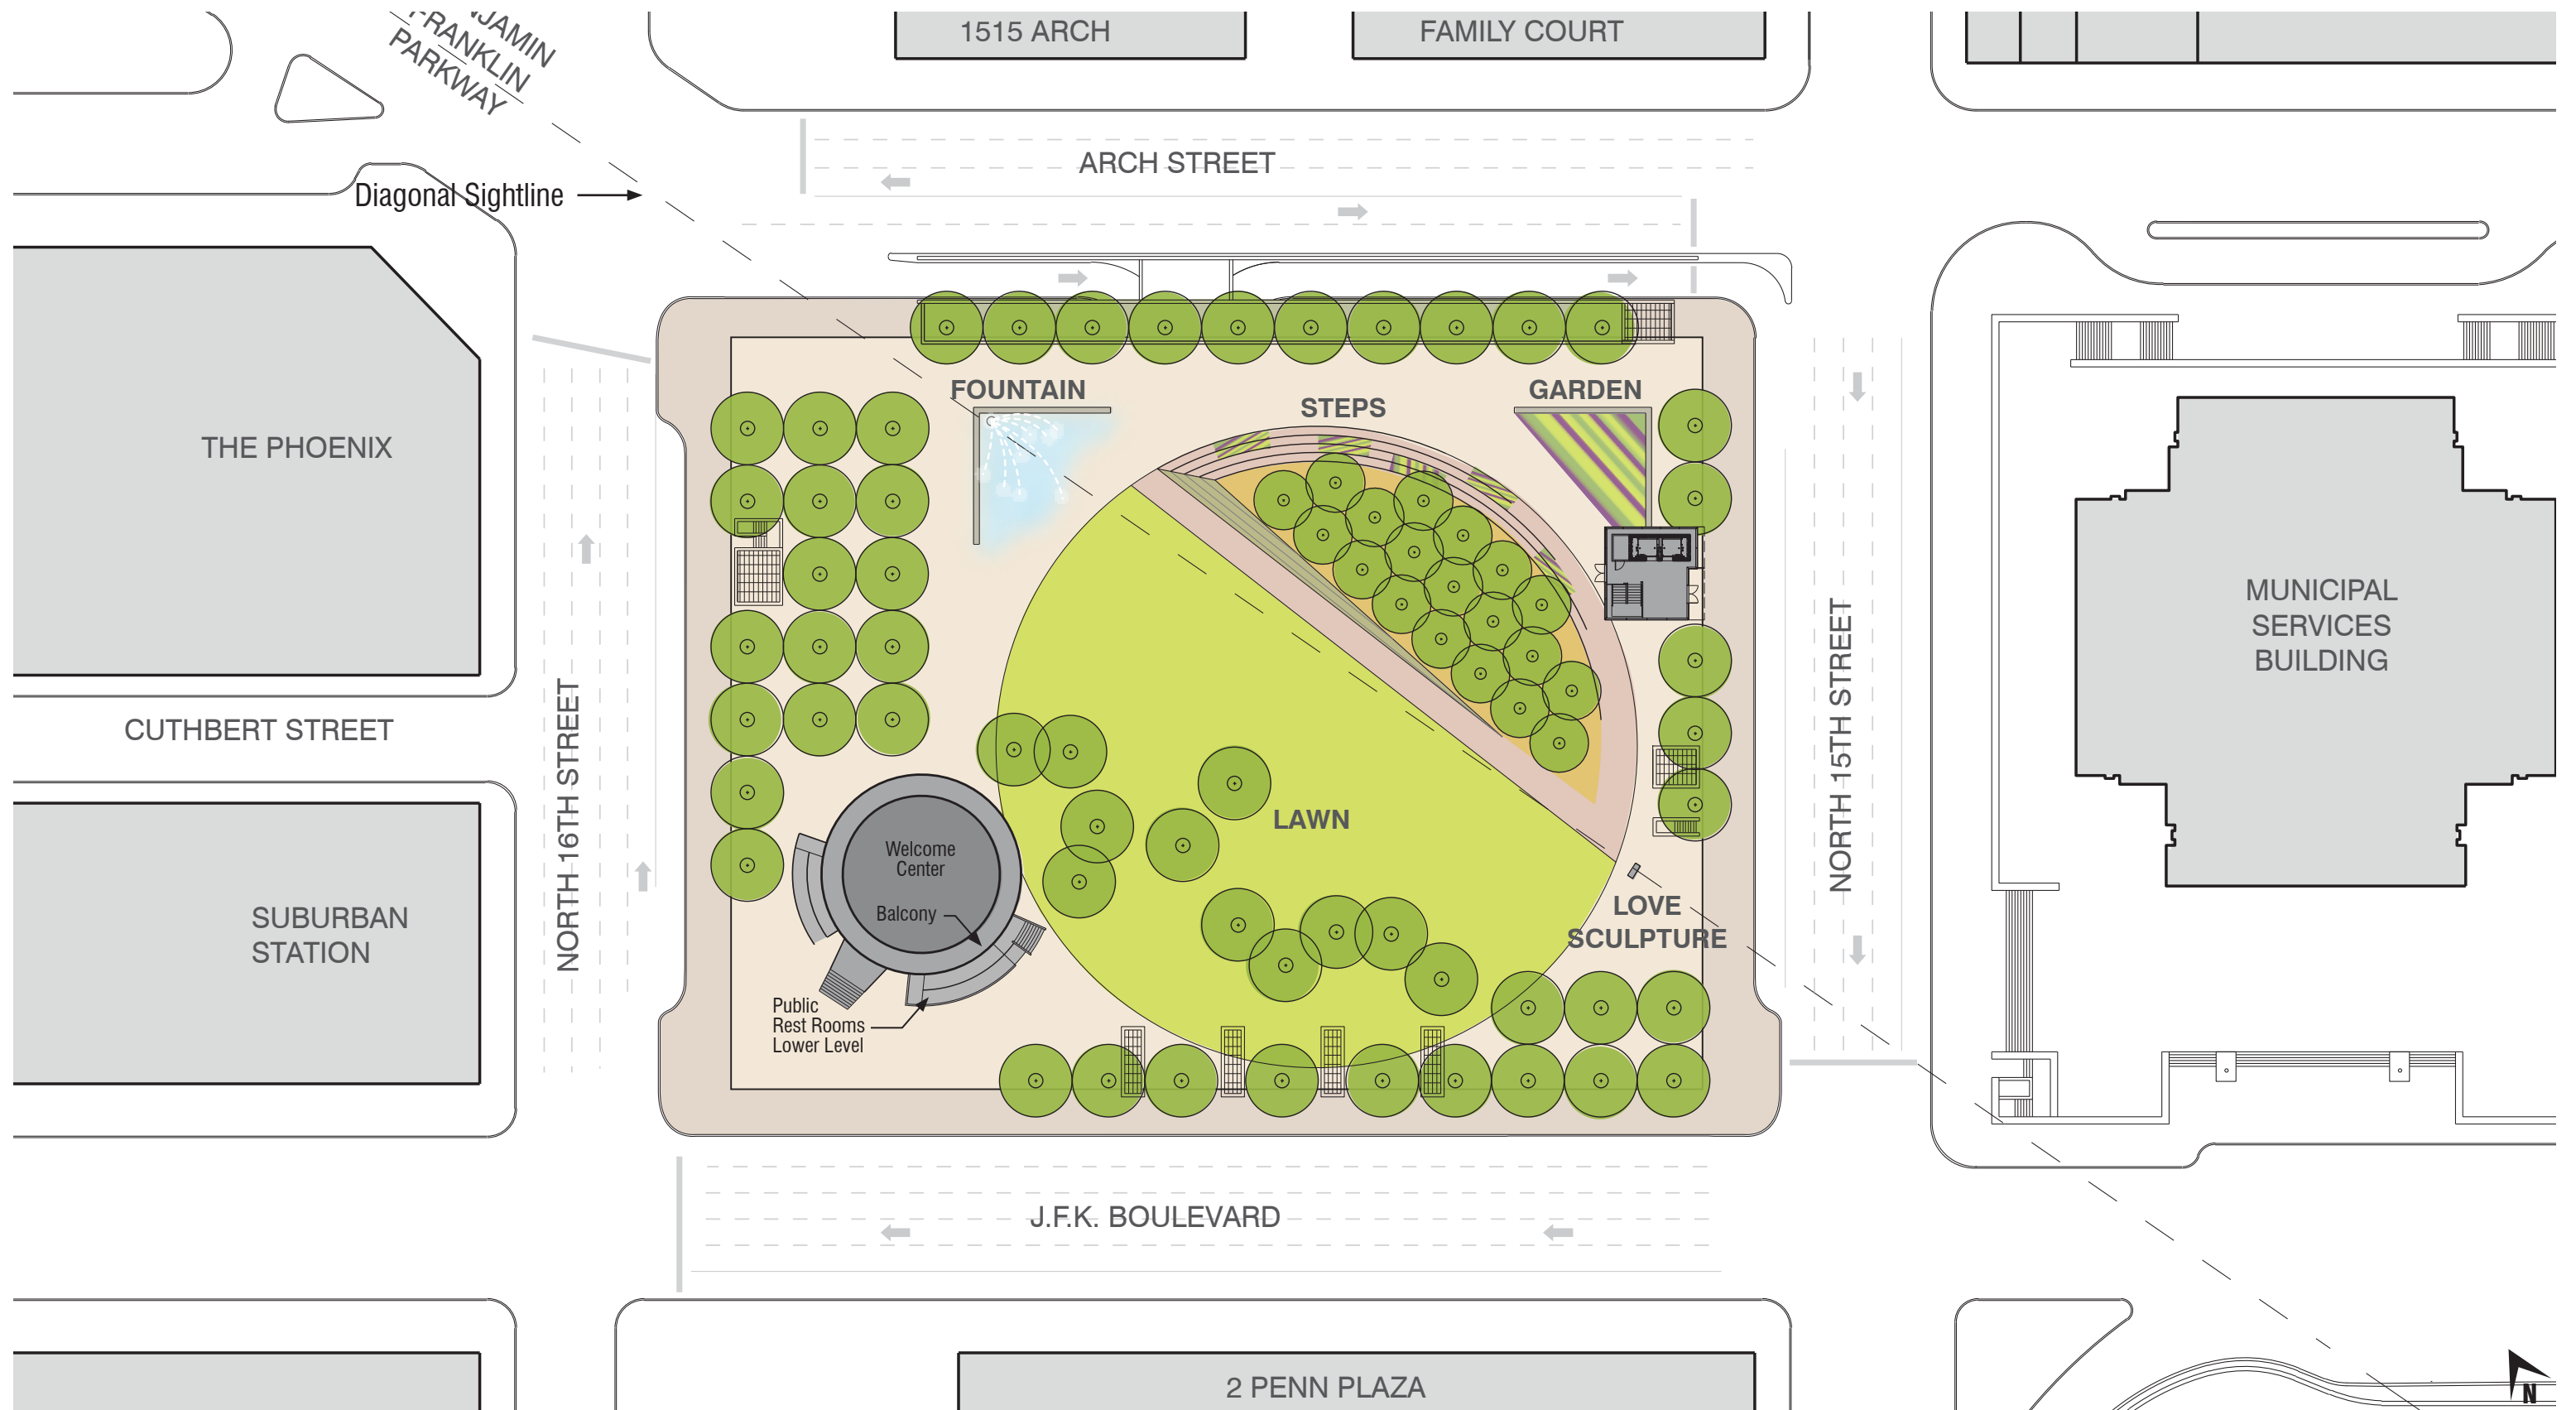 NJAMIN
FRANKLIN
PARKWAY
1515 ARCH
FAMILY COURT
ARCH STREET
Diagonal Sightline
FOUNTAIN
STEPS
GARDEN
THE PHOENIX
MUNICIPAL
SERVICES
BUILDING
CUTHBERT STREET
NORTH 16TH STREET
NORTH 15TH STREET
LAWN
Welcome
Center
Balcony
LOVE
SCULPTURE
SUBURBAN
STATION
Public
Rest Rooms
Lower Level
J.F.K. BOULEVARD
2 PENN PLAZA
N